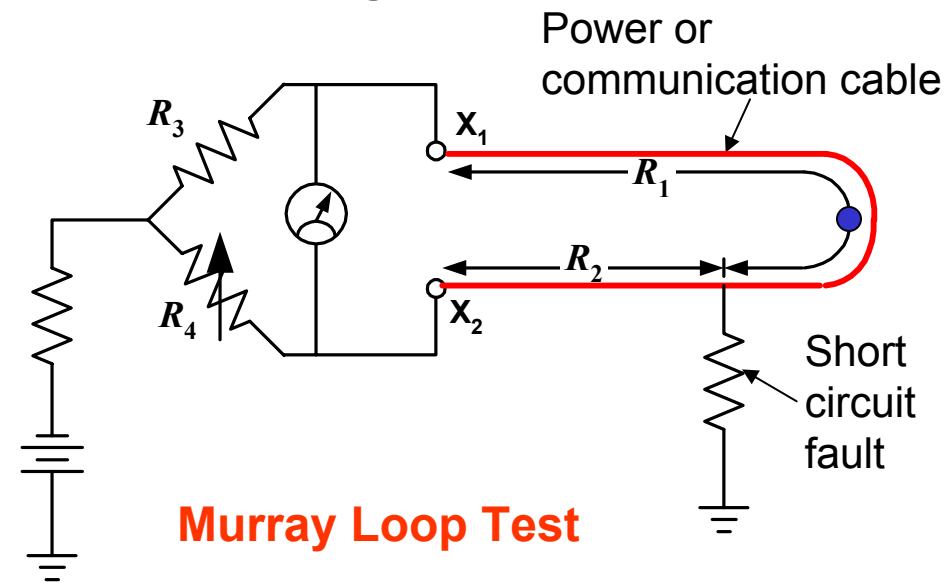 Power or
communication cable
R3
X1
R1
R2
X2
R4
Short
circuit
fault
Murray Loop Test